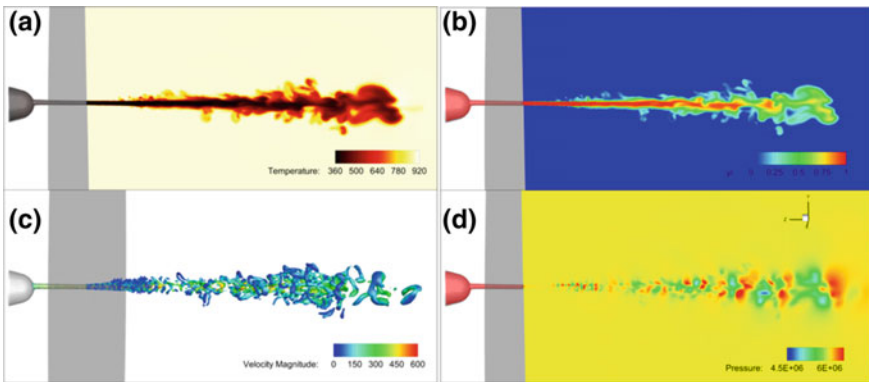 (a)
Temperature: 360 500 640 780 920
(b)
0 0.25 0.5 0.75 1
(c)
Velocity Magnitude: 0 150 300 450 600
(d)
z
Pressure: 4.5E+06 6E+06